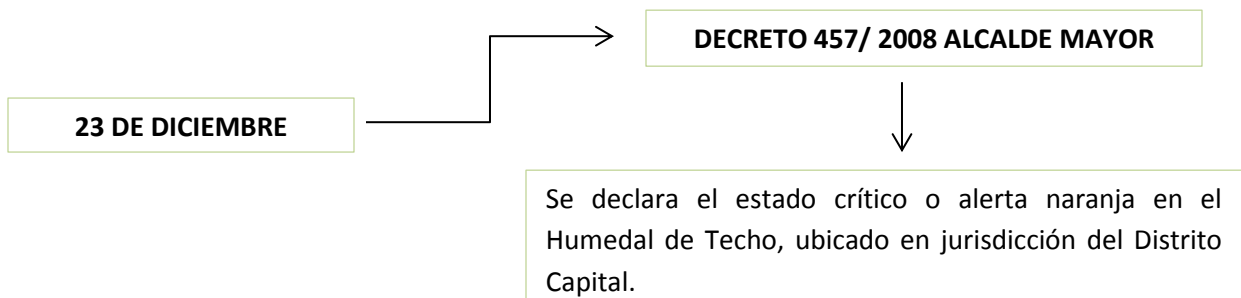 23 DE DICIEMBRE
DECRETO 457/ 2008 ALCALDE MAYOR
Se declara el estado crítico o alerta naranja en el
Humedal de Techo, ubicado en jurisdicción del Distrito
Capital.